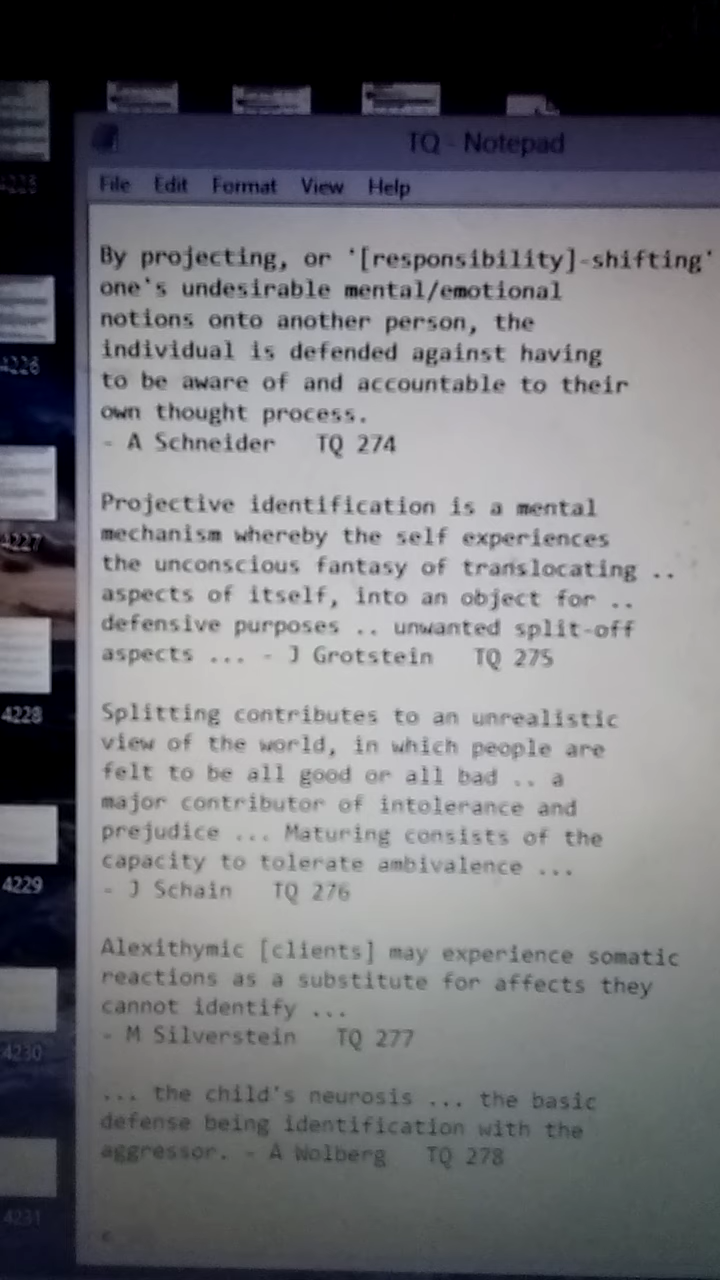 TQ - Notepad
File Edit Format View Help
By projecting, or '[responsibility]-shifting'
one's undesirable mental/emotional
notions onto another person, the
individual is defended against having
to be aware of and accountable to their
own thought process.
- A Schneider TQ 274
Projective identification is a mental
mechanism whereby the self experiences
the unconscious fantasy of translocating ..
aspects of itself, into an object for ..
defensive purposes .. unwanted split-off
aspects ... - J Grotstein TQ 275
Splitting contributes to an unrealistic
view of the world, in which people are
felt to be all good or all bad .. a
major contributor of intolerance and
prejudice ... Maturing consists of the
capacity to tolerate ambivalence ...
- J Schain TQ 276
Alexithymic [clients] may experience somatic
reactions as a substitute for affects they
cannot identify ...
- M Silverstein TQ 277
... the child's neurosis ... the basic
defense being identification with the
aggressor. - A Wolberg TQ 278
4226
4227
4228
4229
4230
4231